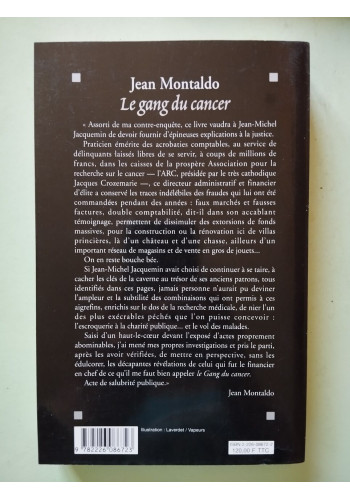 Jean Montaldo
Le gang du cancer
« Assorti de ma contre-enquête, ce livre vaudra à Jean-Michel
Jacquemin de devoir fournir d'épineuses explications à la justice.
Praticien émérite des acrobaties comptables, au service de
délinquants laissés libres de se servir, à coups de millions de
francs, dans les caisses de la prospère Association pour la
recherche sur le cancer — l'ARC, présidée par le très catholique
Jacques Crozemarie —, ce directeur administratif et financier
d'élite a conservé les traces indélébiles des fraudes qui lui ont été
commandées pendant des années : faux marchés et fausses
factures, double comptabilité, dit-il dans son accablant
témoignage, permettent de dissimuler des extorsions de fonds
massives, pour la construction ou la rénovation ici de villas
princières, là d'un château et d'une chasse, ailleurs d'un
important réseau de magasins et de vente en gros de jouets...
On en reste bouche bée.
Si Jean-Michel Jacquemin avait choisi de continuer à se taire, à
cacher les clés de la caverne au trésor de ses anciens patrons, tous
identifiés dans ces pages, jamais personne n'aurait pu deviner
l'ampleur et la subtilité des combinaisons qui ont permis à ces
aigrefins, enrichis sur le dos de la recherche médicale, de nier l'un
des plus exécrables péchés que l'on puisse concevoir :
l'escroquerie à la charité publique... et le vol des malades.
Saisi d'un haut-le-cœur devant l'exposé d'actes proprement
abominables, j'ai mené mes propres investigations et pris le parti,
après les avoir vérifiées, de mettre en perspective, sans les
édulcorer, les décapantes révélations de celui qui fut le financier
en chef de ce qu'il me faut bien appeler le Gang du cancer.
Acte de salubrité publique.»
Jean Montaldo
Illustration : Laverdet / Vapeurs
9 782226 086723
120,00 F TTC